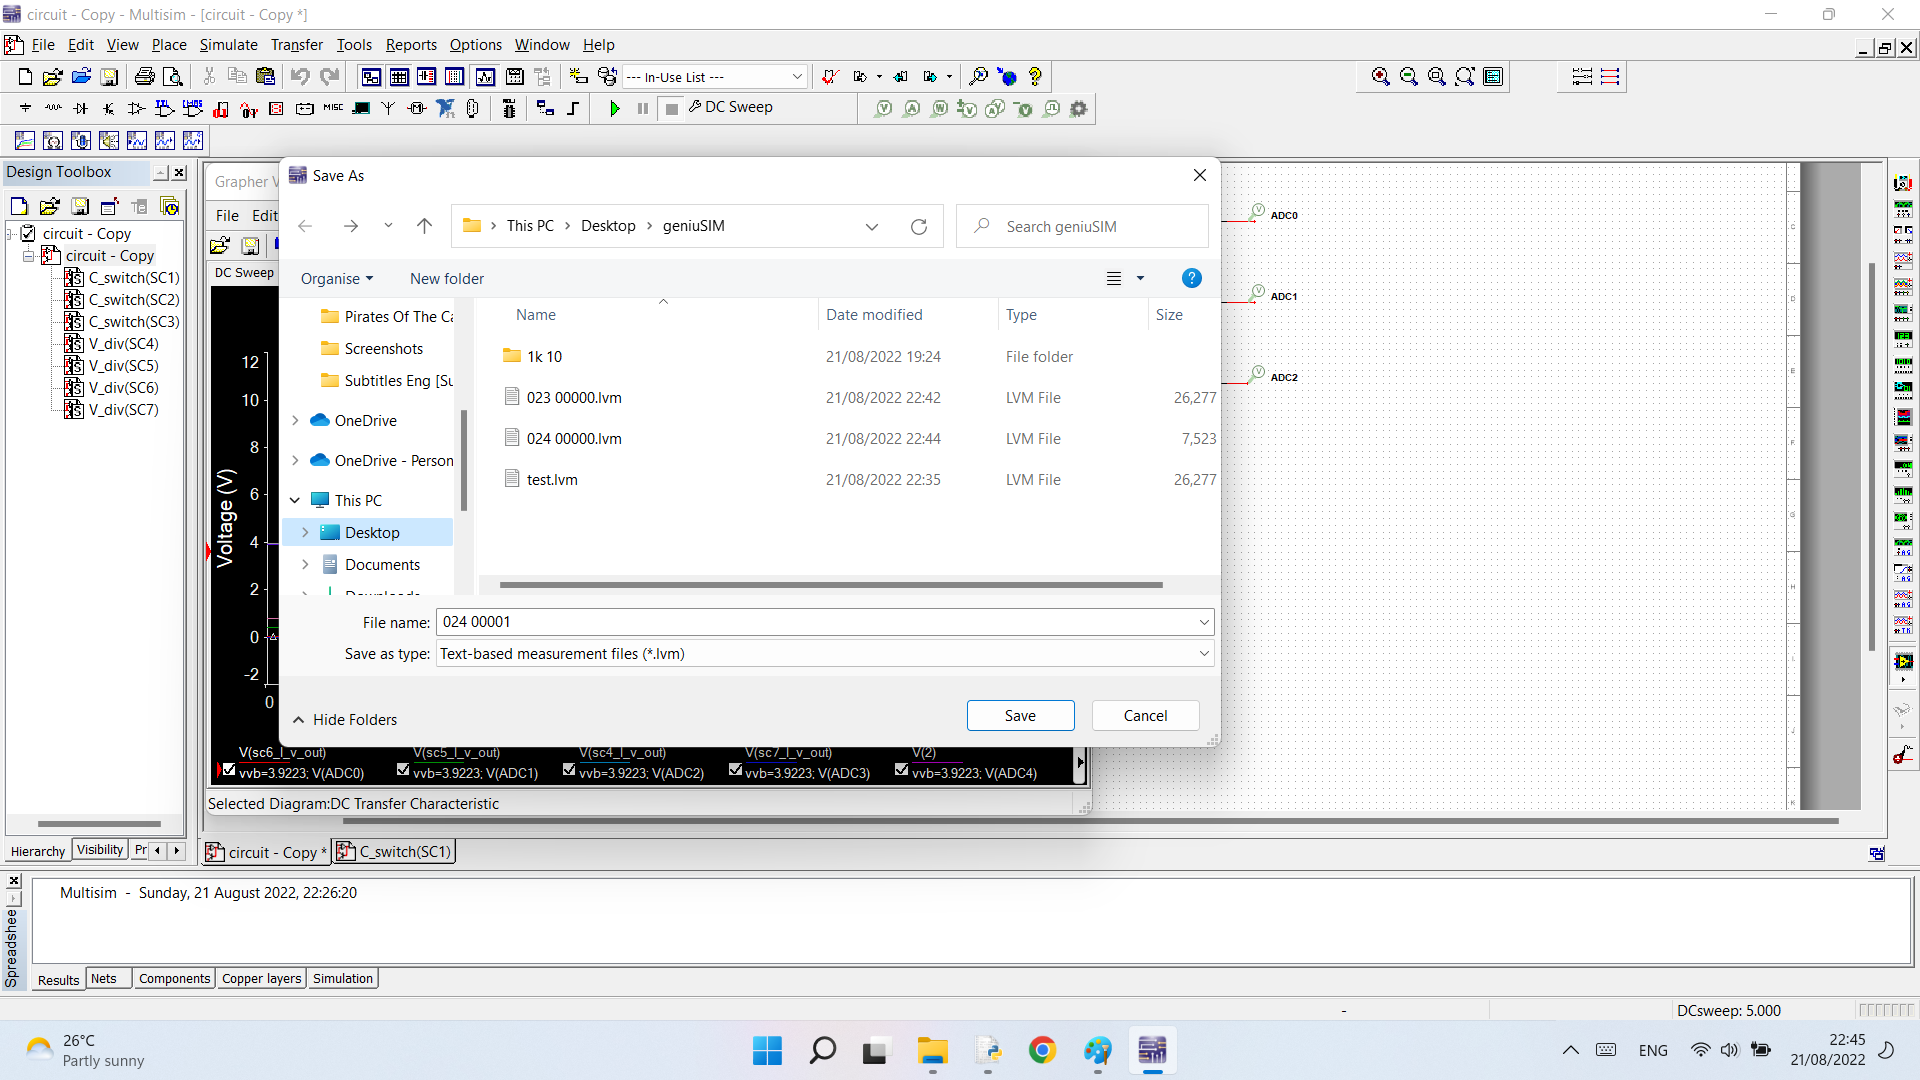 circuit - Copy - Multisim - [circuit - Copy *]
File Edit View Place Simulate Transfer Tools Reports Options Window Help
--- In-Use List ---
MISC
DC Sweep
Design Toolbox
circuit - Copy
circuit - Copy
C_switch(SC1)
C_switch(SC2)
C_switch(SC3)
V_div(SC4)
V_div(SC5)
V_div(SC6)
V_div(SC7)
Hierarchy Visibility Pr
Grapher V
File Edit
DC Sweep
Voltage (V)
12
10
8
6
4
2
0
-2
0
Save As
This PC > Desktop > geniuSIM
Search geniuSIM
Organise New folder
Pirates Of The Ca
Screenshots
Subtitles Eng [Su
OneDrive
OneDrive - Person
This PC
Desktop
Documents
Downloads
Name Date modified Type Size
1k 10 21/08/2022 19:24 File folder
023 00000.lvm 21/08/2022 22:42 LVM File 26,277
024 00000.lvm 21/08/2022 22:44 LVM File 7,523
test.lvm 21/08/2022 22:35 LVM File 26,277
File name: 024 00001
Save as type: Text-based measurement files (*.lvm)
Hide Folders
Save Cancel
V(sc6_l_v_out) V(sc5_l_v_out) V(sc4_l_v_out) V(sc7_l_v_out) V(2)
vvb=3.9223; V(ADC0) vvb=3.9223; V(ADC1) vvb=3.9223; V(ADC2) vvb=3.9223; V(ADC3) vvb=3.9223; V(ADC4)
Selected Diagram:DC Transfer Characteristic
ADC0
ADC1
ADC2
circuit - Copy * C_switch(SC1)
Multisim - Sunday, 21 August 2022, 22:26:20
Spreadshee
Results Nets Components Copper layers Simulation
- DCsweep: 5.000
26°C
Partly sunny
ENG
22:45
21/08/2022